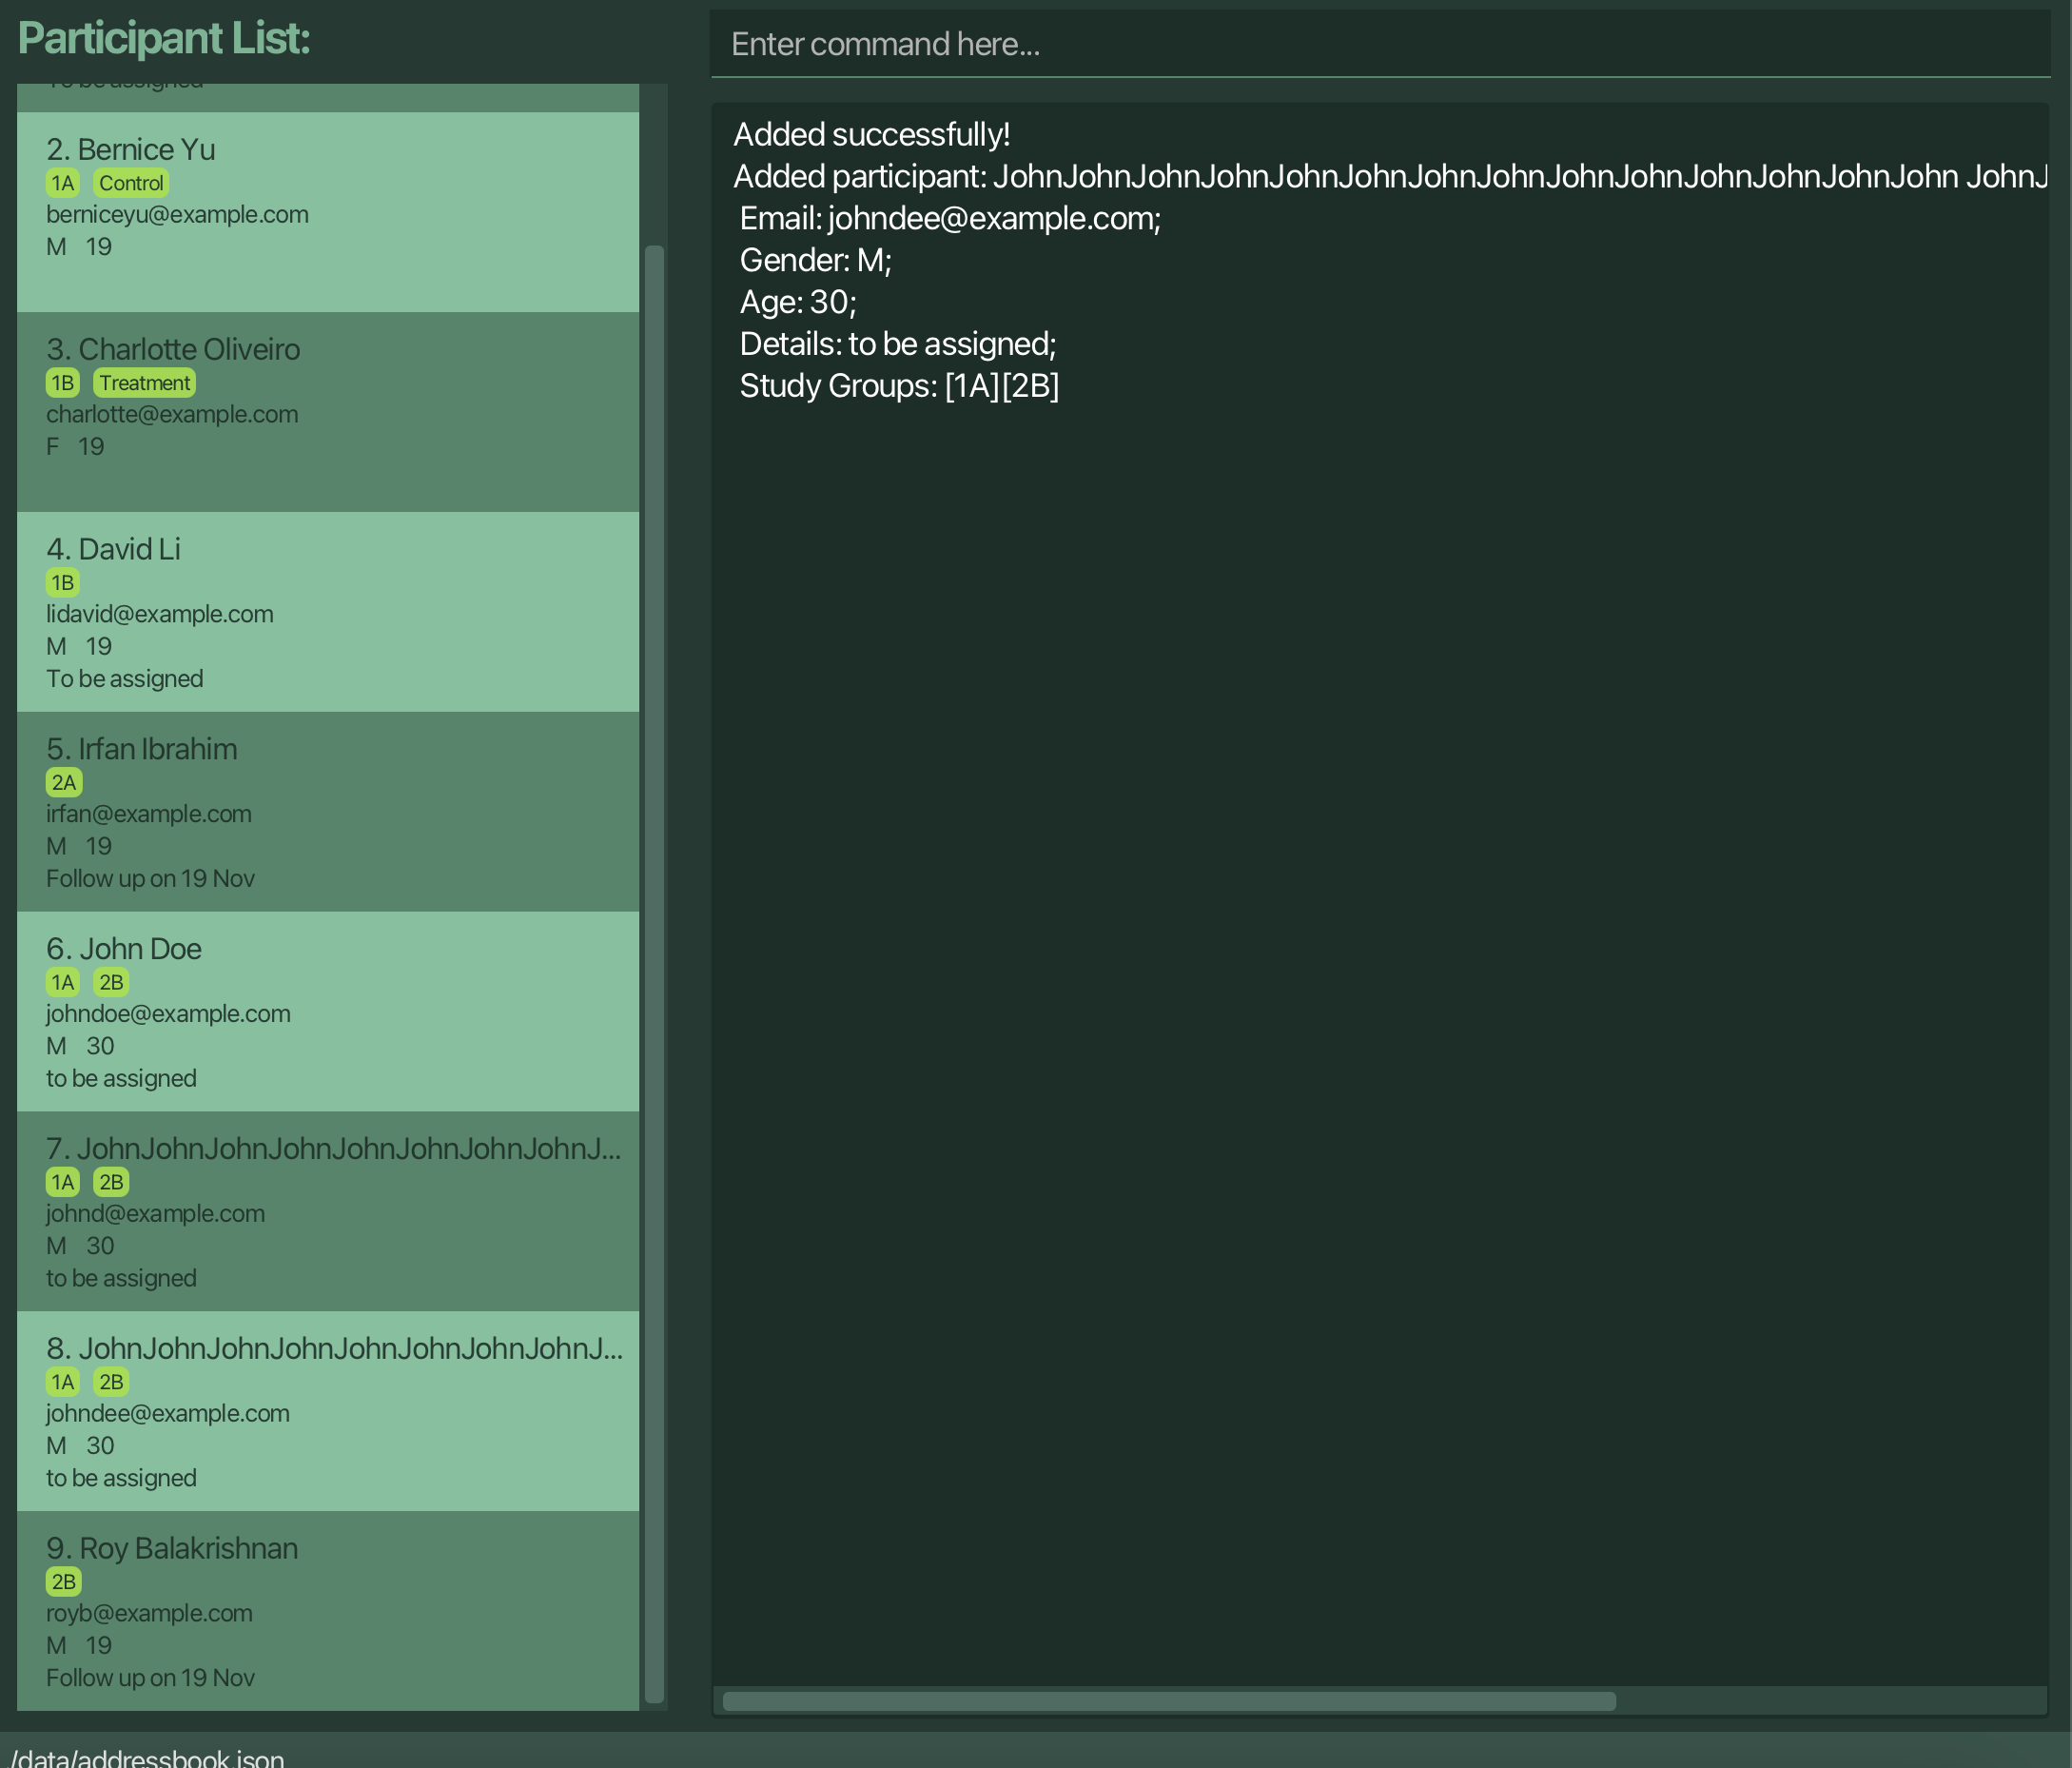 Participant List:
To be assigned
2. Bernice Yu
1A Control
berniceyu@example.com
M 19
3. Charlotte Oliveiro
1B Treatment
charlotte@example.com
F 19
4. David Li
1B
lidavid@example.com
M 19
To be assigned
5. Irfan Ibrahim
2A
irfan@example.com
M 19
Follow up on 19 Nov
6. John Doe
1A 2B
johndoe@example.com
M 30
to be assigned
7. JohnJohnJohnJohnJohnJohnJohnJohnJ...
1A 2B
johnd@example.com
M 30
to be assigned
8. JohnJohnJohnJohnJohnJohnJohnJohnJ...
1A 2B
johndee@example.com
M 30
to be assigned
9. Roy Balakrishnan
2B
royb@example.com
M 19
Follow up on 19 Nov
Enter command here...
Added successfully!
Added participant: JohnJohnJohnJohnJohnJohnJohnJohnJohnJohnJohnJohnJohnJohn JohnJ
Email: johndee@example.com;
Gender: M;
Age: 30;
Details: to be assigned;
Study Groups: [1A][2B]
/data/addressbook.json